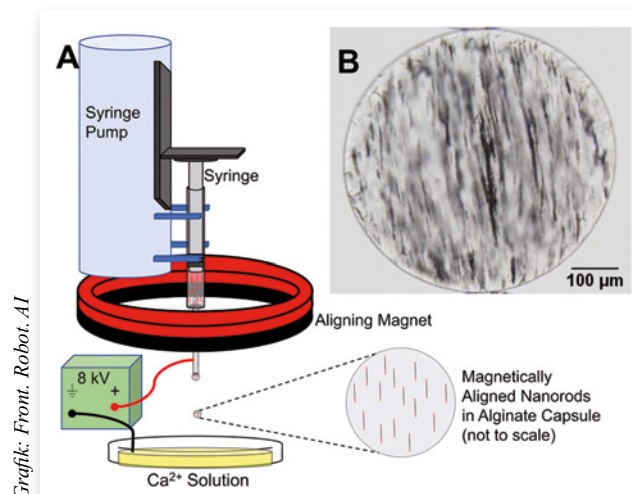 A
B
Syringe
Pump
Syringe
100 µm
Aligning Magnet
8 kV
+
Magnetically
Aligned Nanorods
in Alginate Capsule
(not to scale)
Ca²⁺ Solution
Grafik: Front. Robot. AI